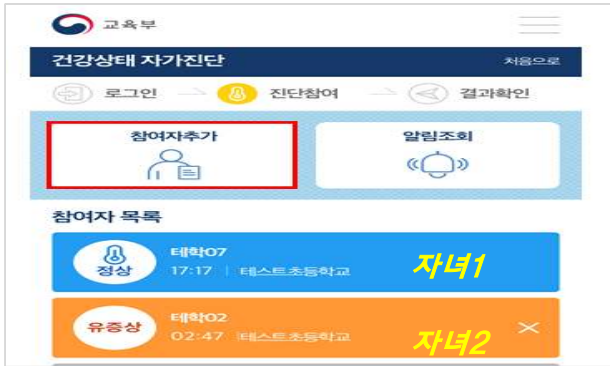 교육부
건강상태 자가진단 처음으로
로그인 진단참여 결과확인
참여자추가 알림조회
참여자 목록
정상 테학07 17:17 테스트초등학교 자녀1
유증상 테학02 02:47 테스트초등학교 자녀2